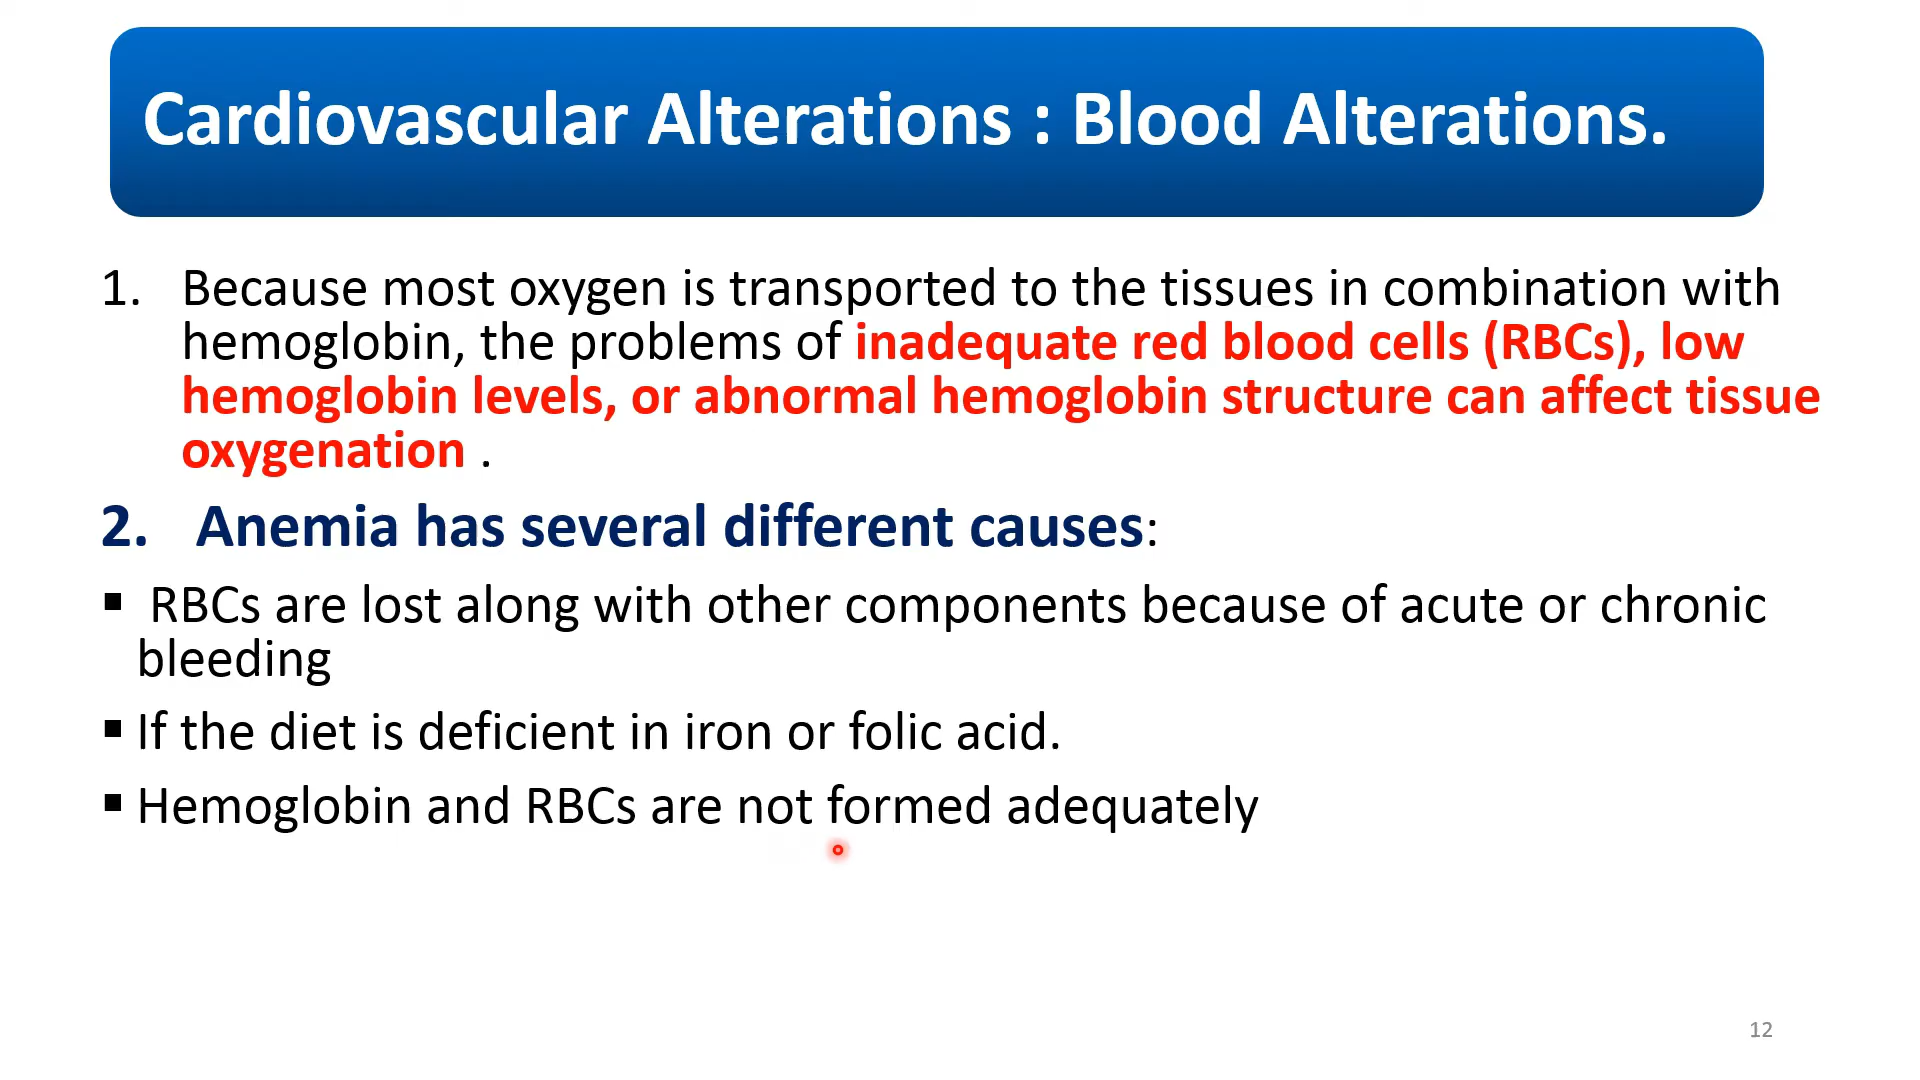 Cardiovascular Alterations : Blood Alterations.
1. Because most oxygen is transported to the tissues in combination with
hemoglobin, the problems of inadequate red blood cells (RBCs), low
hemoglobin levels, or abnormal hemoglobin structure can affect tissue
oxygenation .
2. Anemia has several different causes:
▪ RBCs are lost along with other components because of acute or chronic
bleeding
▪ If the diet is deficient in iron or folic acid.
▪ Hemoglobin and RBCs are not formed adequately
12